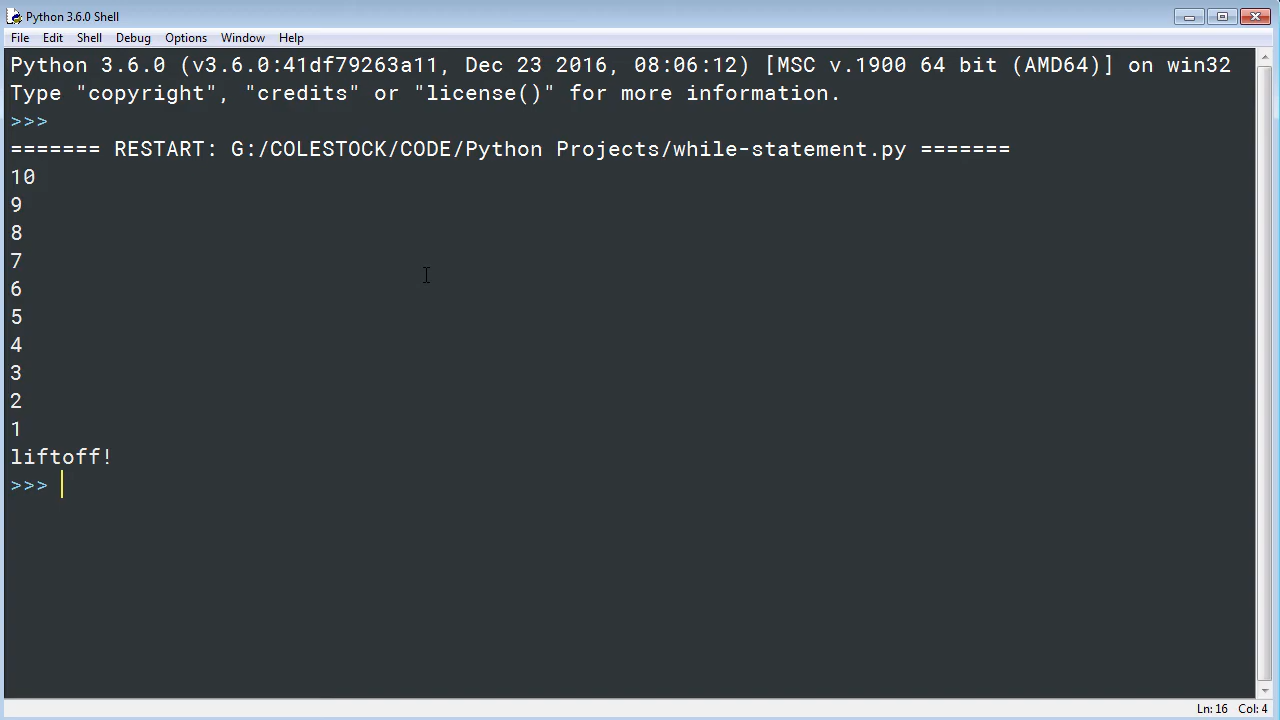 Python 3.6.0 Shell
File Edit Shell Debug Options Window Help
Python 3.6.0 (v3.6.0:41df79263a11, Dec 23 2016, 08:06:12) [MSC v.1900 64 bit (AMD64)] on win32
Type "copyright", "credits" or "license()" for more information.
>>>
======= RESTART: G:/COLESTOCK/CODE/Python Projects/while-statement.py =======
10
9
8
7
6
5
4
3
2
1
liftoff!
>>>
Ln: 16 Col: 4